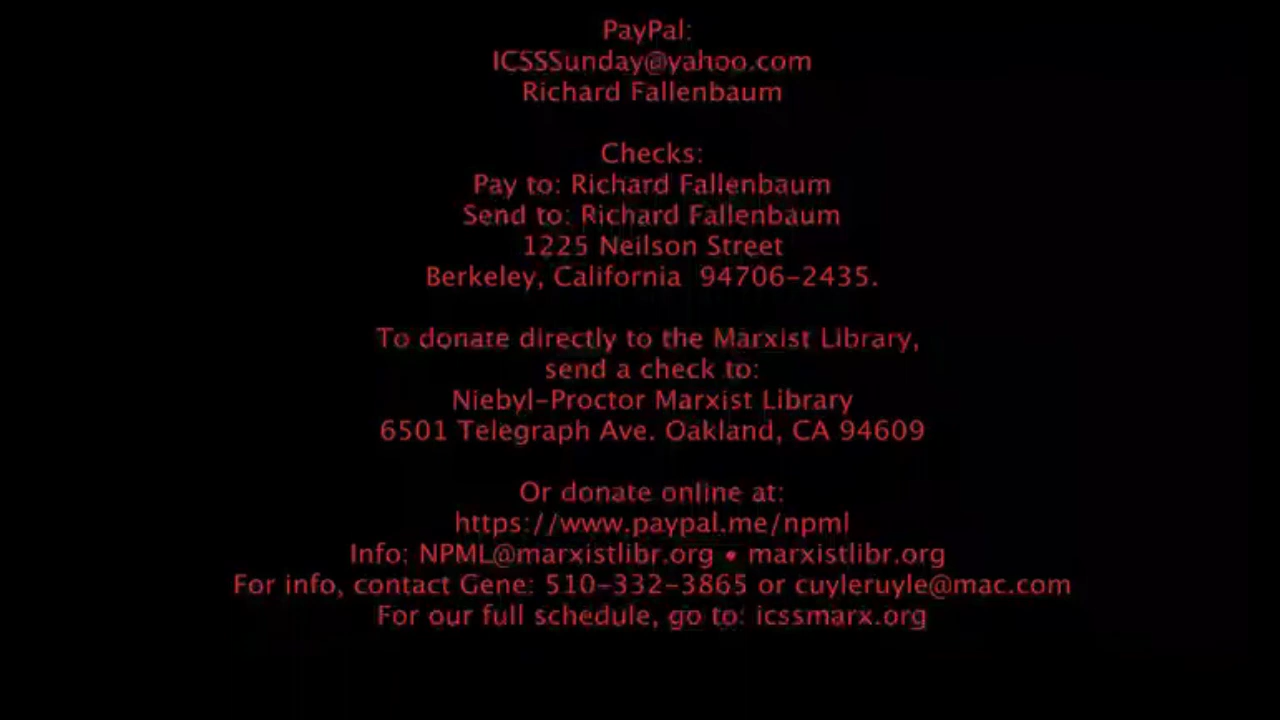 PayPal:
ICSSSunday@yahoo.com
Richard Fallenbaum
Checks:
Pay to: Richard Fallenbaum
Send to: Richard Fallenbaum
1225 Neilson Street
Berkeley, California 94706-2435.
To donate directly to the Marxist Library,
send a check to:
Niebyl-Proctor Marxist Library
6501 Telegraph Ave. Oakland, CA 94609
Or donate online at:
https://www.paypal.me/npml
Info: NPML@marxistlibr.org • marxistlibr.org
For info, contact Gene: 510-332-3865 or cuyleruyle@mac.com
For our full schedule, go to: icssmarx.org